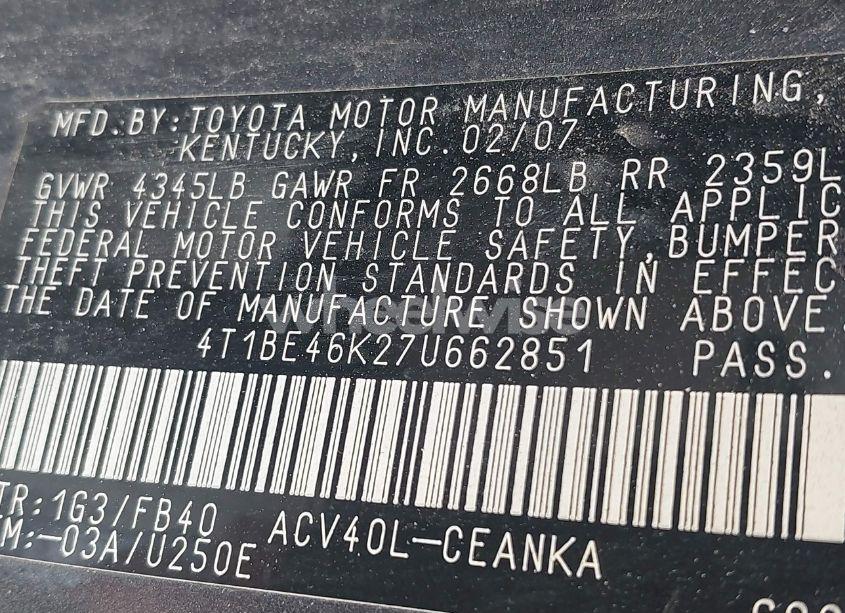 MFD.BY:TOYOTA MOTOR MANUFACTURING,
KENTUCKY, INC. 02/07
GVWR 4345LB GAWR FR 2668LB RR 2359L
THIS VEHICLE CONFORMS TO ALL APPLIC
FEDERAL MOTOR VEHICLE SAFETY,BUMPER
THEFT PREVENTION STANDARDS IN EFFEC
THE DATE OF MANUFACTURE SHOWN ABOVE.
wheelwise
4T1BE46K27U662851 PASS.
TR:1G3/FB40 ACV40L-CEANKA
M:-03A/U250E